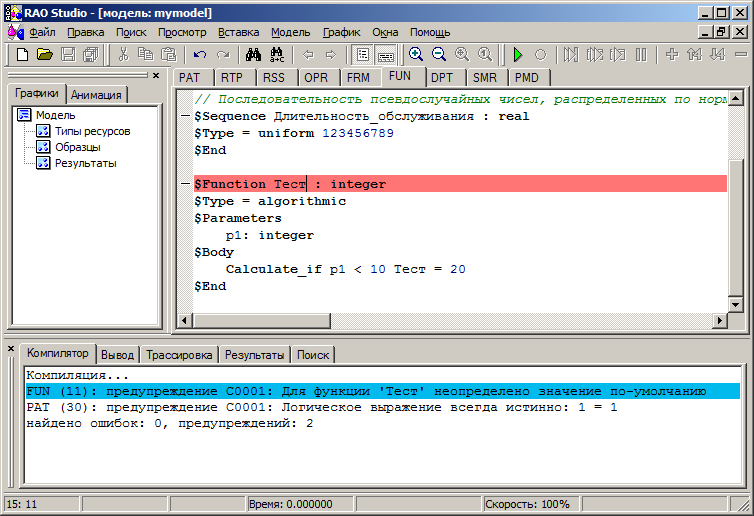 RAO Studio - [модель: mymodel]
Файл Правка Поиск Просмотр Вставка Модель График Окна Помощь
PAT RTP RSS OPR FRM FUN DPT SMR PMD
Графики Анимация
Модель
Типы ресурсов
Образцы
Результаты
// Последовательность псевдослучайных чисел, распределенных по норм
$Sequence Длительность_обслуживания : real
$Type = uniform 123456789
$End
$Function Тест : integer
$Type = algorithmic
$Parameters
p1: integer
$Body
Calculate_if p1 < 10 Тест = 20
$End
Компилятор Вывод Трассировка Результаты Поиск
Компиляция...
FUN (11): предупреждение C0001: Для функции 'Тест' неопределено значение по-умолчанию
PAT (30): предупреждение C0001: Логическое выражение всегда истинно: 1 = 1
найдено ошибок: 0, предупреждений: 2
15: 11 Время: 0.000000 Скорость: 100%